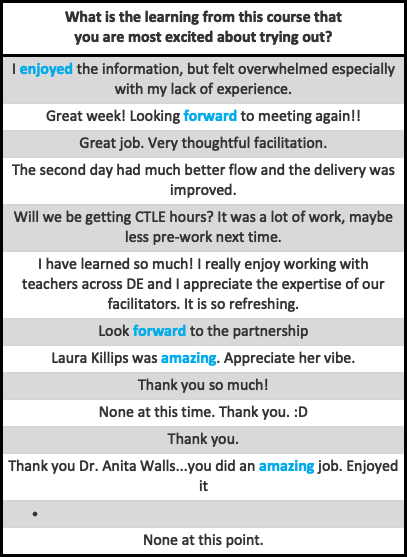 What is the learning from this course that
you are most excited about trying out?
I enjoyed the information, but felt overwhelmed especially
with my lack of experience.
Great week! Looking forward to meeting again!!
Great job. Very thoughtful facilitation.
The second day had much better flow and the delivery was
improved.
Will we be getting CTLE hours? It was a lot of work, maybe
less pre-work next time.
I have learned so much! I really enjoy working with
teachers across DE and I appreciate the expertise of our
facilitators. It is so refreshing.
Look forward to the partnership
Laura Killips was amazing. Appreciate her vibe.
Thank you so much!
None at this time. Thank you. :D
Thank you.
Thank you Dr. Anita Walls...you did an amazing job. Enjoyed
it
•
None at this point.